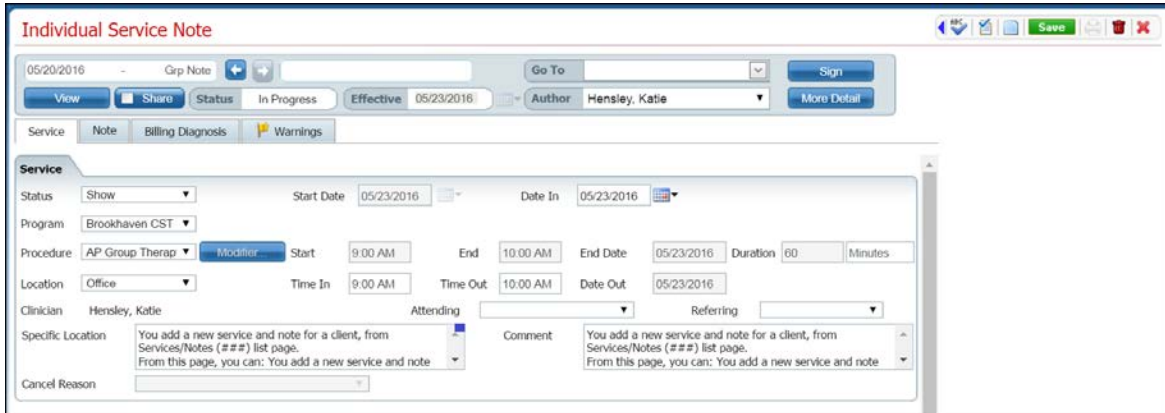 Individual Service Note
ABC
Save
05/20/2016 - Grp Note
Go To
Sign
View Share Status In Progress Effective 05/23/2016 Author Hensley, Katie More Detail
Service Note Billing Diagnosis Warnings
Service
Status Show Start Date 05/23/2016 Date In 05/23/2016
Program Brookhaven CST
Procedure AP Group Therap Modifier... Start 9:00 AM End 10:00 AM End Date 05/23/2016 Duration 60 Minutes
Location Office Time In 9:00 AM Time Out 10:00 AM Date Out 05/23/2016
Clinician Hensley, Katie Attending Referring
Specific Location You add a new service and note for a client, from
Services/Notes (###) list page.
From this page, you can: You add a new service and note
Comment You add a new service and note for a client, from
Services/Notes (###) list page.
From this page, you can: You add a new service and note
Cancel Reason